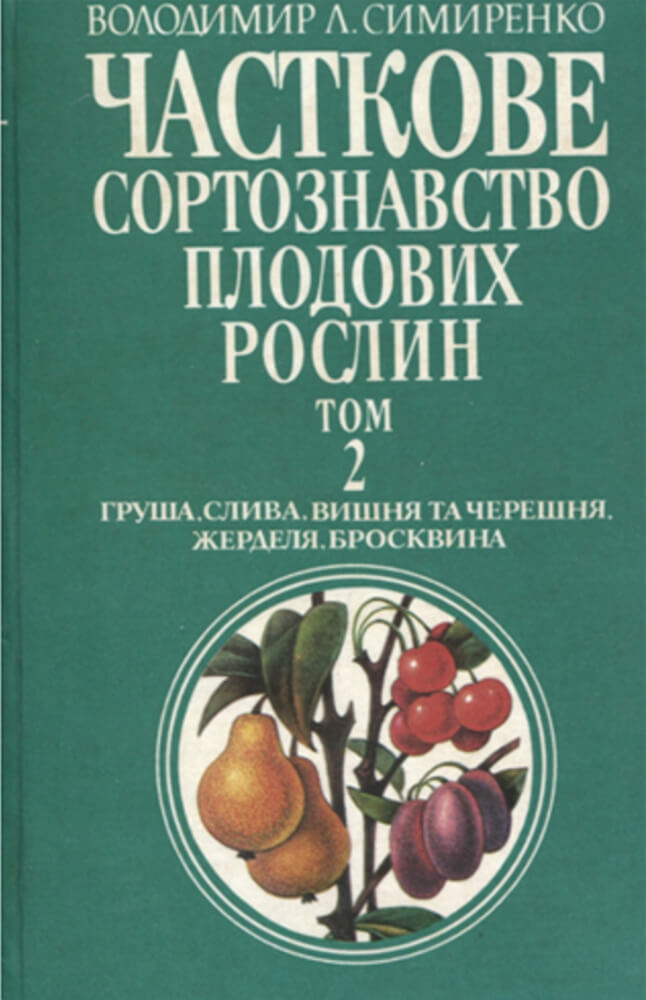 ВОЛОДИМИР Л. СИМИРЕНКО
ЧАСТКОВЕ
СОРТОЗНАВСТВО
ПЛОДОВИХ
РОСЛИН
ТОМ
2
ГРУША, СЛИВА, ВИШНЯ ТА ЧЕРЕШНЯ,
ЖЕРДЕЛЯ, БРОСКВИНА